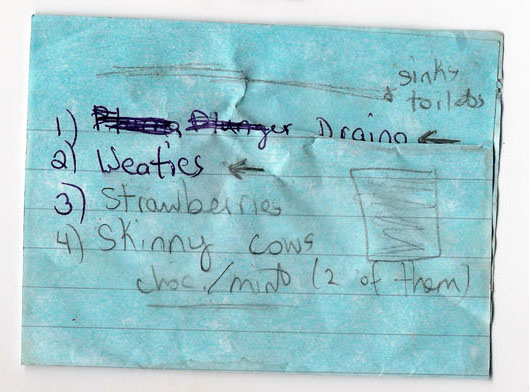 sinks
& toilets
1) Plunger Draino
2) Weaties
3) Strawberries
4) Skinny cows
choc./mint (2 of them)